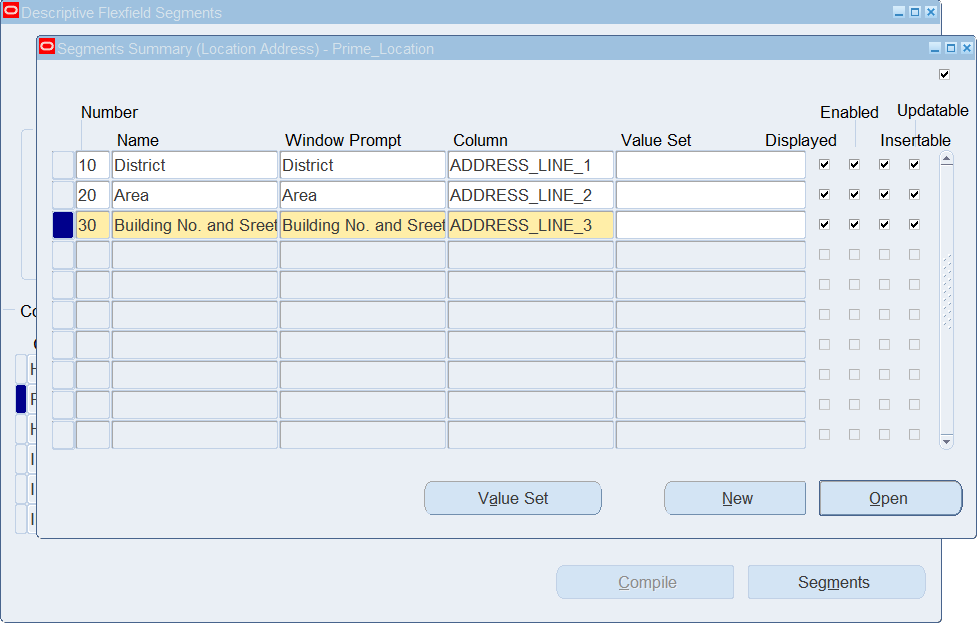 Descriptive Flexfield Segments
Segments Summary (Location Address) - Prime_Location
Number Enabled Updatable
Name Window Prompt Column Value Set Displayed Insertable
10 District District ADDRESS_LINE_1
20 Area Area ADDRESS_LINE_2
30 Building No. and Sreet Building No. and Sreet ADDRESS_LINE_3
Co
Value Set New Open
Compile Segments